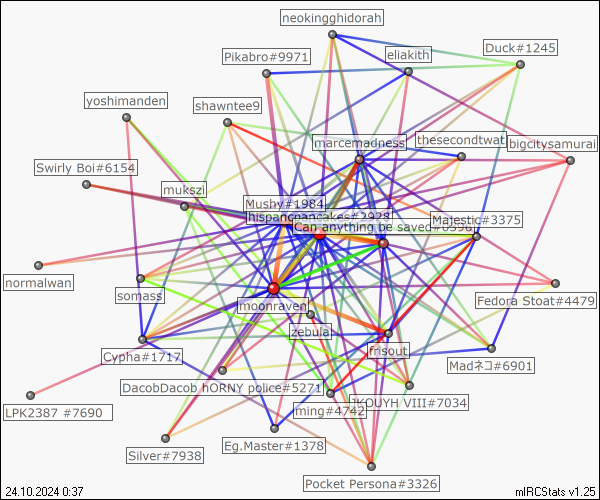 neokingghidorah
Duck#1245
Pikabro#9971
eliakith
yoshimanden
shawntee9
marcemadness
thesecondtwat
bigcitysamurai
Swirly Boi#6154
mukszi
Mushy#1984
hispanicpancakes#2928
Can anything be saved#6596
Majestic#3375
normalwan
somass
Fedora Stoat#4479
moonraven
zebula
Cypha#1717
frisout
Madネコ#6901
DacobDacob hORNY police#5271
JKOUYH VIII#7034
LPK2387 #7690
ming#4742
Eg.Master#1378
Silver#7938
Pocket Persona#3326
24.10.2024 0:37
mIRCStats v1.25